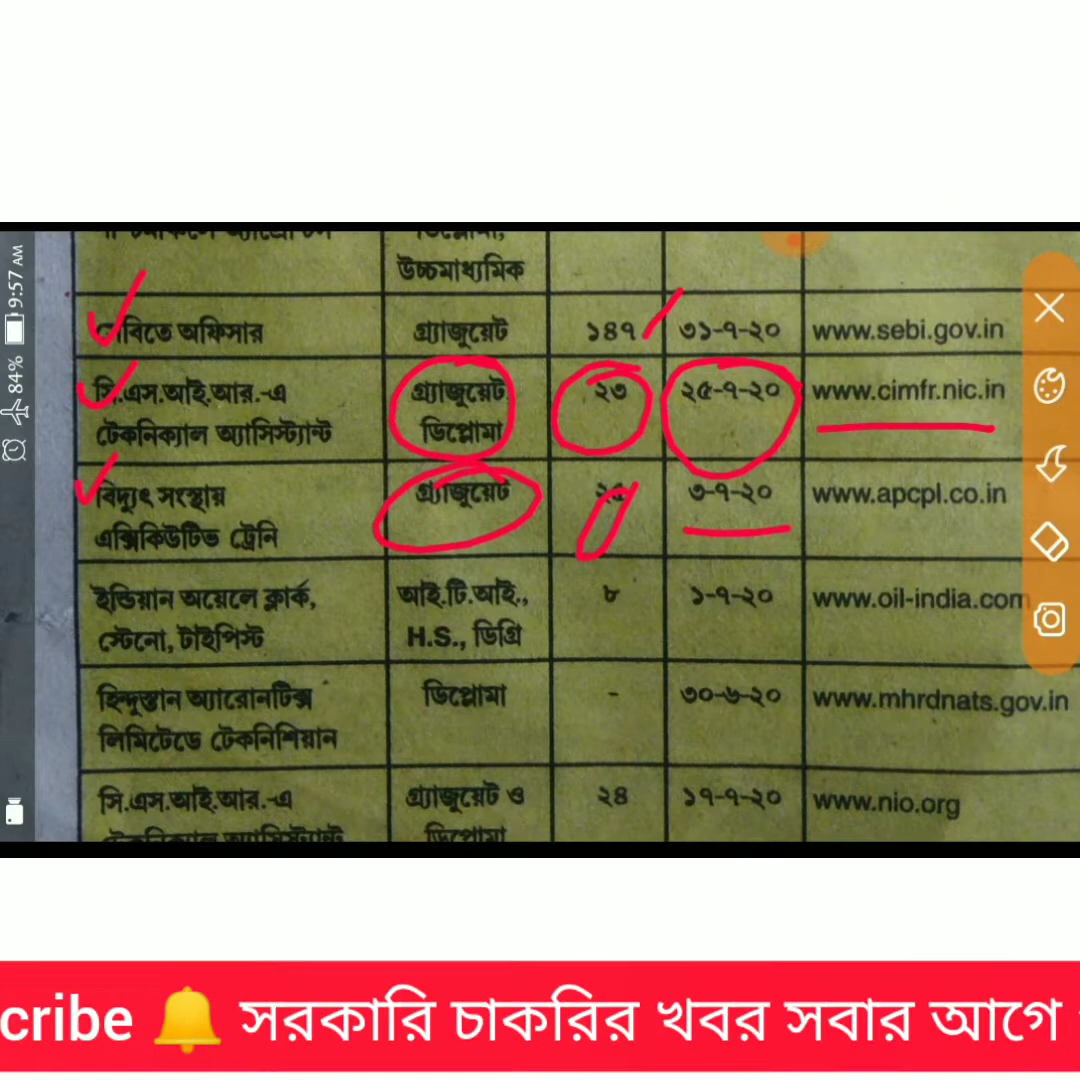 9:57 AM
84%
উচ্চমাধ্যমিক
সেবিতে অফিসার গ্র্যাজুয়েট ১৪৭ ৩১-৭-২০ www.sebi.gov.in
সি.এস.আই.আর.-এ গ্র্যাজুয়েট ২৩ ২৫-৭-২০ www.cimfr.nic.in
টেকনিক্যাল অ্যাসিস্ট্যান্ট ডিপ্লোমা
বিদ্যুৎ সংস্থায় গ্র্যাজুয়েট ৩-৭-২০ www.apcpl.co.in
এক্সিকিউটিভ ট্রেনি
ইন্ডিয়ান অয়েলে ক্লার্ক, আই.টি.আই., ৮ ১-৭-২০ www.oil-india.com
স্টেনো, টাইপিস্ট H.S., ডিগ্রি
হিন্দুস্তান অ্যারোনটিক্স ডিপ্লোমা - ৩০-৬-২০ www.mhrdnats.gov.in
লিমিটেডে টেকনিশিয়ান
সি.এস.আই.আর.-এ গ্র্যাজুয়েট ও ২৪ ১৭-৭-২০ www.nio.org
টেকনিক্যাল অ্যাসিস্ট্যান্ট ডিপ্লোমা
cribe 🔔 সরকারি চাকরির খবর সবার আগে